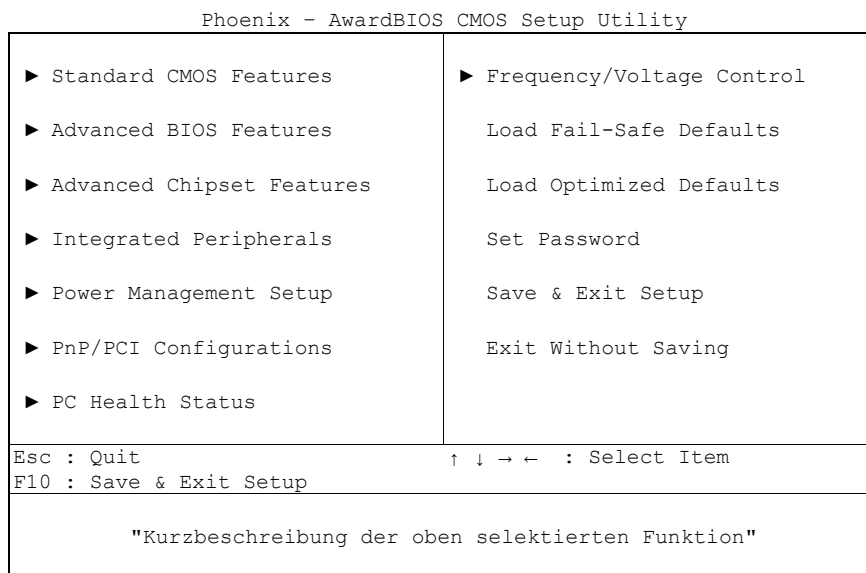 Phoenix – AwardBIOS CMOS Setup Utility
► Standard CMOS Features
► Advanced BIOS Features
► Advanced Chipset Features
► Integrated Peripherals
► Power Management Setup
► PnP/PCI Configurations
► PC Health Status
► Frequency/Voltage Control
Load Fail-Safe Defaults
Load Optimized Defaults
Set Password
Save & Exit Setup
Exit Without Saving
Esc : Quit
↑ ↓ → ← : Select Item
F10 : Save & Exit Setup
"Kurzbeschreibung der oben selektierten Funktion"